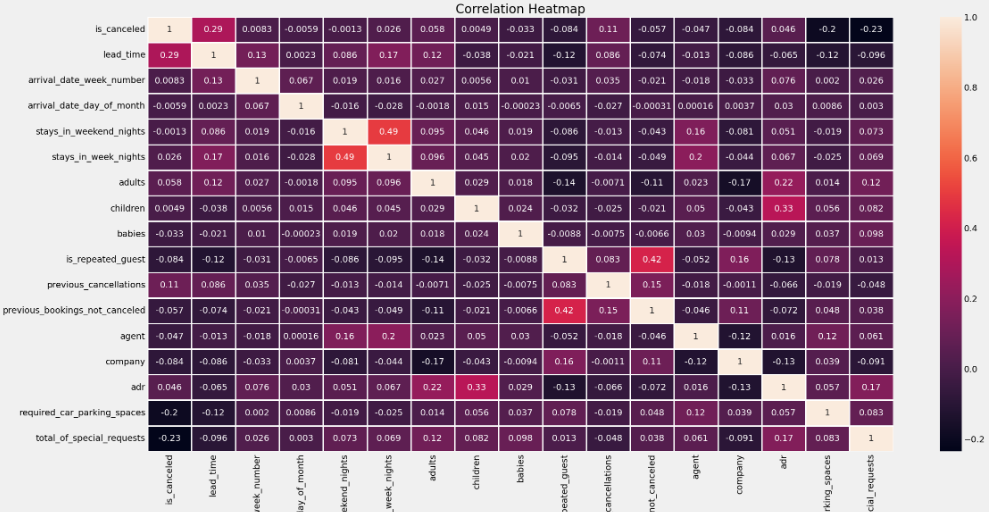 Correlation Heatmap
is_canceled 1 0.29 0.0083 -0.0059 -0.0013 0.026 0.058 0.0049 -0.033 -0.084 0.11 -0.057 -0.047 -0.084 0.046 -0.2 -0.23
lead_time 0.29 1 0.13 0.0023 0.086 0.17 0.12 -0.038 -0.021 -0.12 0.086 -0.074 -0.013 -0.086 -0.065 -0.12 -0.096
arrival_date_week_number 0.0083 0.13 1 0.067 0.019 0.016 0.027 0.0056 0.01 -0.031 0.035 -0.021 -0.018 -0.033 0.076 0.002 0.026
arrival_date_day_of_month -0.0059 0.0023 0.067 1 -0.016 -0.028 -0.0018 0.015 -0.00023 -0.0065 -0.027 -0.00031 0.00016 0.0037 0.03 0.0086 0.003
stays_in_weekend_nights -0.0013 0.086 0.019 -0.016 1 0.49 0.095 0.046 0.019 -0.086 -0.013 -0.043 0.16 -0.081 0.051 -0.019 0.073
stays_in_week_nights 0.026 0.17 0.016 -0.028 0.49 1 0.096 0.045 0.02 -0.095 -0.014 -0.049 0.2 -0.044 0.067 -0.025 0.069
adults 0.058 0.12 0.027 -0.0018 0.095 0.096 1 0.029 0.018 -0.14 -0.0071 -0.11 0.023 -0.17 0.22 0.014 0.12
children 0.0049 -0.038 0.0056 0.015 0.046 0.045 0.029 1 0.024 -0.032 -0.025 -0.021 0.05 -0.043 0.33 0.056 0.082
babies -0.033 -0.021 0.01 -0.00023 0.019 0.02 0.018 0.024 1 -0.0088 -0.0075 -0.0066 0.03 -0.0094 0.029 0.037 0.098
is_repeated_guest -0.084 -0.12 -0.031 -0.0065 -0.086 -0.095 -0.14 -0.032 -0.0088 1 0.083 0.42 -0.052 0.16 -0.13 0.078 0.013
previous_cancellations 0.11 0.086 0.035 -0.027 -0.013 -0.014 -0.0071 -0.025 -0.0075 0.083 1 0.15 -0.018 -0.0011 -0.066 -0.019 -0.048
previous_bookings_not_canceled -0.057 -0.074 -0.021 -0.00031 -0.043 -0.049 -0.11 -0.021 -0.0066 0.42 0.15 1 -0.046 0.11 -0.072 0.048 0.038
agent -0.047 -0.013 -0.018 0.00016 0.16 0.2 0.023 0.05 0.03 -0.052 -0.018 -0.046 1 -0.12 0.016 0.12 0.061
company -0.084 -0.086 -0.033 0.0037 -0.081 -0.044 -0.17 -0.043 -0.0094 0.16 -0.0011 0.11 -0.12 1 -0.13 0.039 -0.091
adr 0.046 -0.065 0.076 0.03 0.051 0.067 0.22 0.33 0.029 -0.13 -0.066 -0.072 0.016 -0.13 1 0.057 0.17
required_car_parking_spaces -0.2 -0.12 0.002 0.0086 -0.019 -0.025 0.014 0.056 0.037 0.078 -0.019 0.048 0.12 0.039 0.057 1 0.083
total_of_special_requests -0.23 -0.096 0.026 0.003 0.073 0.069 0.12 0.082 0.098 0.013 -0.048 0.038 0.061 -0.091 0.17 0.083 1
is_canceled
lead_time
week_number
day_of_month
ekend_nights
_week_nights
adults
children
babies
peated_guest
cancellations
not_canceled
agent
company
adr
rking_spaces
cial_requests
1.0
0.8
0.6
0.4
0.2
0.0
−0.2